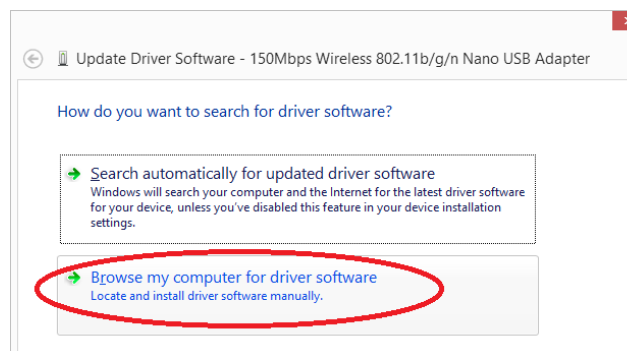 Update Driver Software - 150Mbps Wireless 802.11b/g/n Nano USB Adapter
How do you want to search for driver software?
Search automatically for updated driver software
Windows will search your computer and the Internet for the latest driver software
for your device, unless you've disabled this feature in your device installation
settings.
Browse my computer for driver software
Locate and install driver software manually.